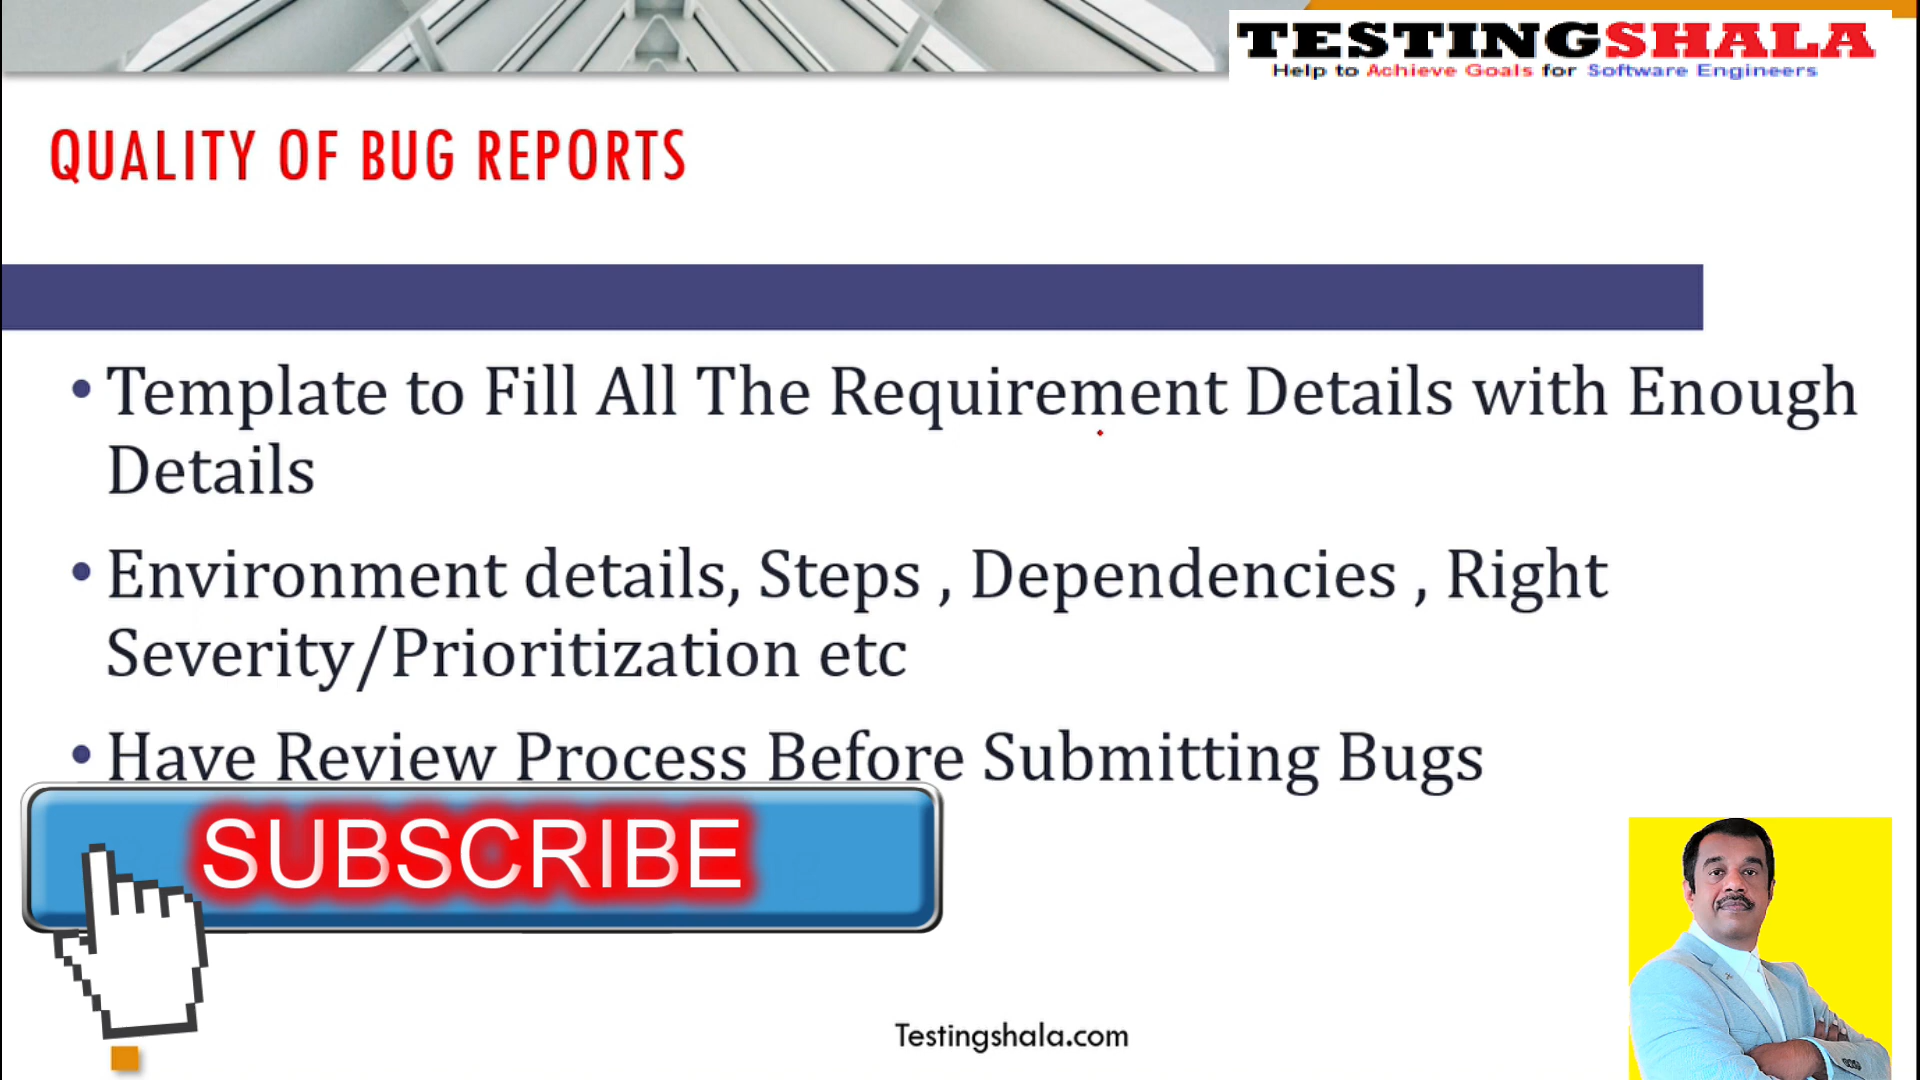 TESTINGSHALA
Help to Achieve Goals for Software Engineers
QUALITY OF BUG REPORTS
• Template to Fill All The Requirement Details with Enough
Details
• Environment details, Steps , Dependencies , Right
Severity/Prioritization etc
• Have Review Process Before Submitting Bugs
SUBSCRIBE
Testingshala.com